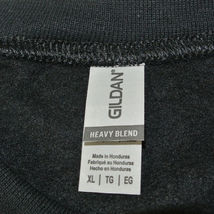 GILDAN®
HEAVY BLEND
Made in Honduras
Fabriqué au Honduras
Hecho en Honduras
XL | TG | EG